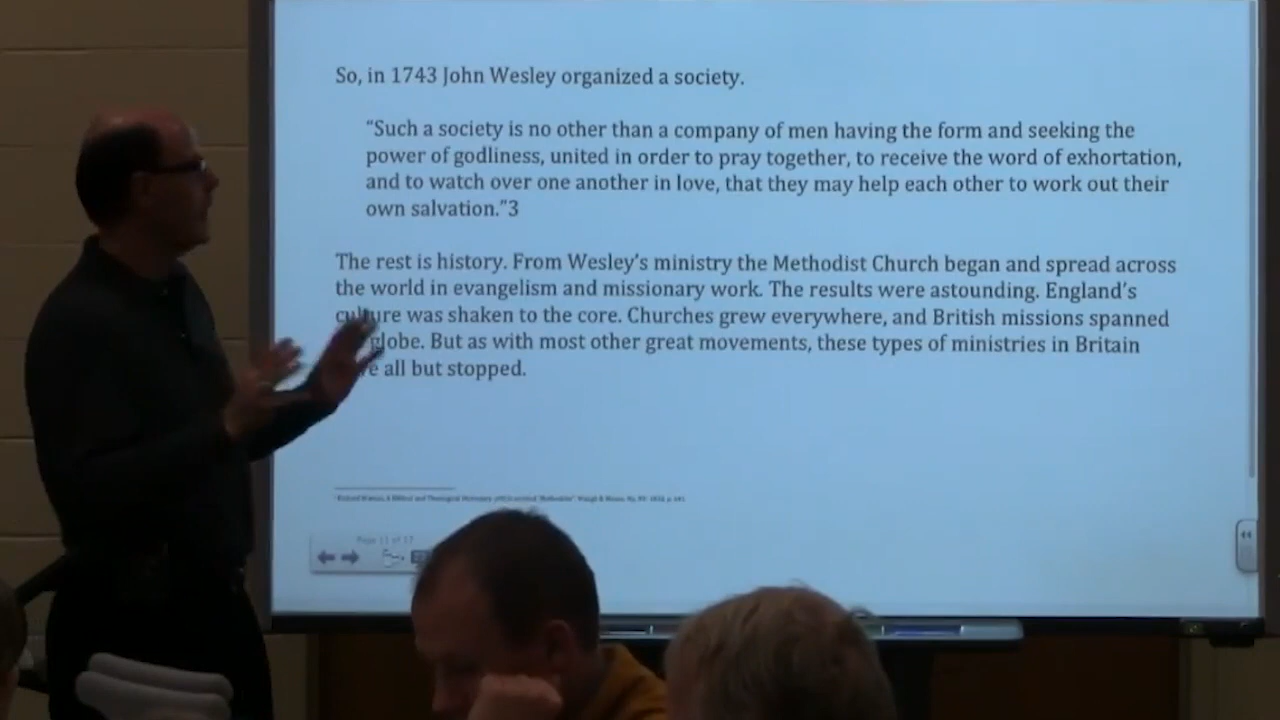 So, in 1743 John Wesley organized a society.
“Such a society is no other than a company of men having the form and seeking the
power of godliness, united in order to pray together, to receive the word of exhortation,
and to watch over one another in love, that they may help each other to work out their
own salvation.”3
The rest is history. From Wesley’s ministry the Methodist Church began and spread across
the world in evangelism and missionary work. The results were astounding. England’s
culture was shaken to the core. Churches grew everywhere, and British missions spanned
globe. But as with most other great movements, these types of ministries in Britain
all but stopped.
Page 11 of 17